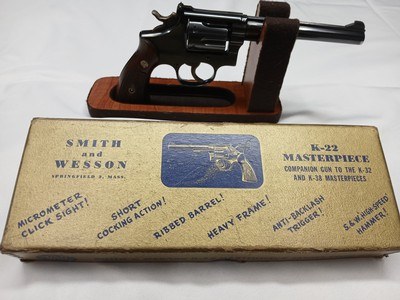 SMITH
and
WESSON
SPRINGFIELD 2, MASS.
K-22
MASTERPIECE
COMPANION GUN TO THE K-32
AND K-38 MASTERPIECES
MICROMETER
CLICK SIGHT!
SHORT
COCKING ACTION!
RIBBED BARREL!
HEAVY FRAME!
ANTI-BACKLASH
TRIGGER!
S.&W. HIGH SPEED
HAMMER!